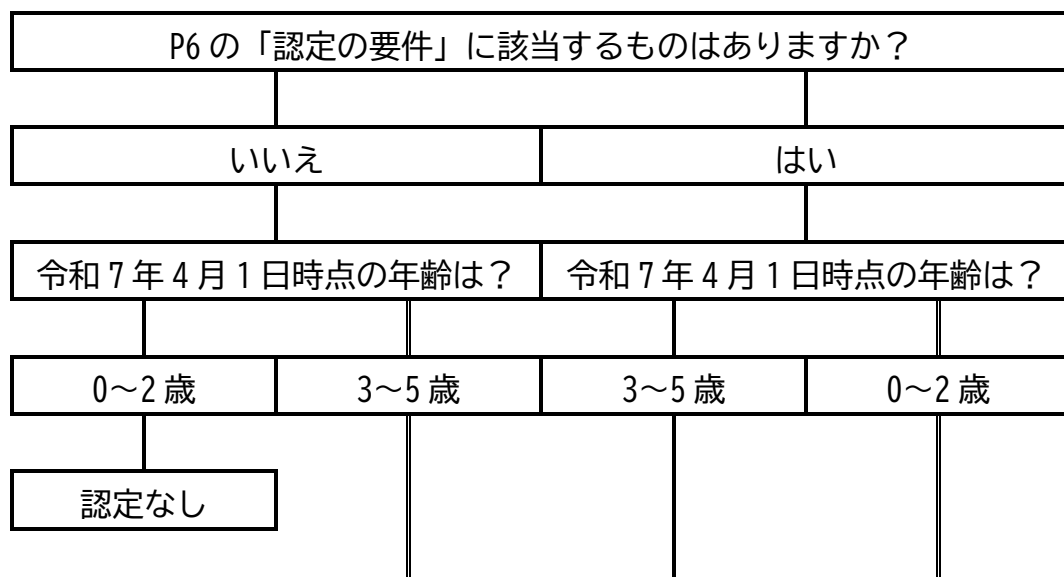 P6の「認定の要件」に該当するものはありますか？
いいえ
はい
令和7年4月1日時点の年齢は？
令和7年4月1日時点の年齢は？
0～2歳
3～5歳
3～5歳
0～2歳
認定なし